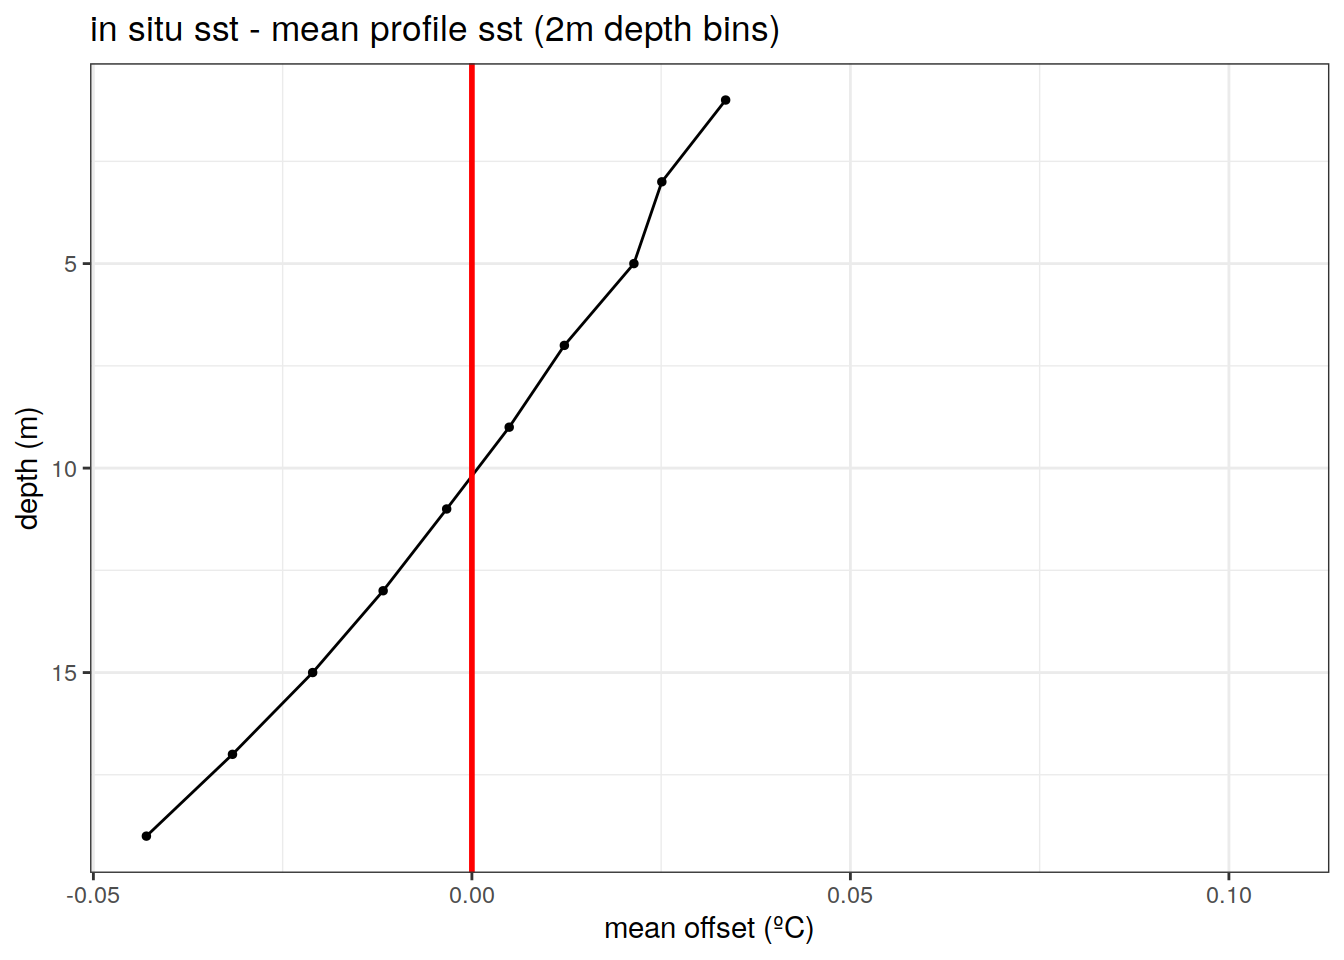 in situ sst - mean profile sst (2m depth bins)
depth (m)
5
10
15
-0.05
0.00
0.05
0.10
mean offset (ºC)